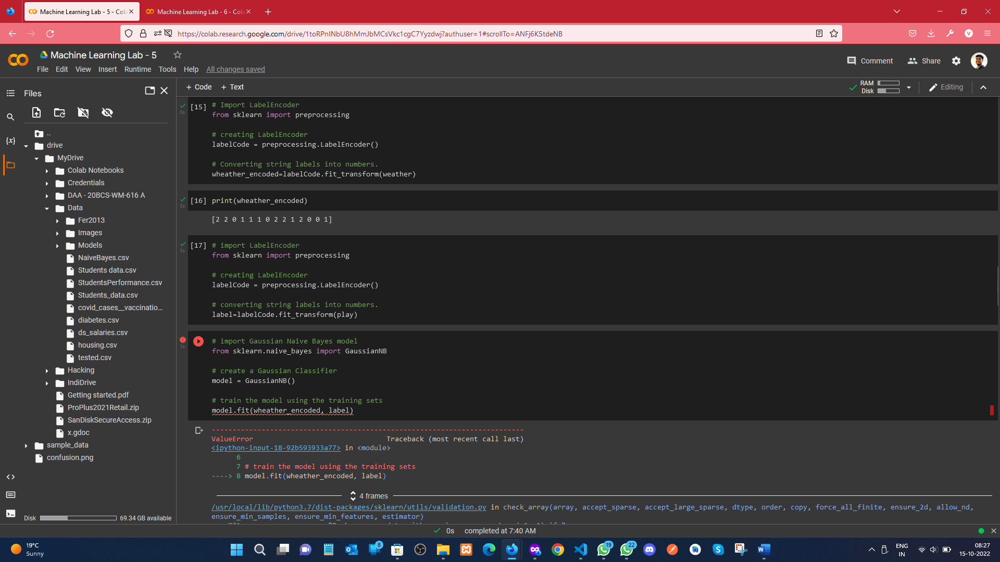 Machine Learning Lab - 5 - Cola
Machine Learning Lab - 6 - Cola
https://colab.research.google.com/drive/1toRPnINbU8hMmJbMCsVkc1cgC7Yyzdwj?authuser=1#scrollTo=ANFj6K5tdeNB
V
Machine Learning Lab - 5
File Edit View Insert Runtime Tools Help All changes saved
Comment Share
Files
+ Code + Text
RAM
Disk
Editing
{x}
..
drive
MyDrive
Colab Notebooks
Credentials
DAA - 20BCS-WM-616 A
Data
Fer2013
Images
Models
NaiveBayes.csv
Students data.csv
StudentsPerformance.csv
Students_data.csv
covid_cases__vaccinatio...
diabetes.csv
ds_salaries.csv
housing.csv
tested.csv
Hacking
IndiDrive
Getting started.pdf
ProPlus2021Retail.zip
SanDiskSecureAccess.zip
x.gdoc
sample_data
confusion.png
Disk 69.34 GB available
0s
[15] # Import LabelEncoder
from sklearn import preprocessing
# creating LabelEncoder
labelCode = preprocessing.LabelEncoder()
# Converting string labels into numbers.
wheather_encoded=labelCode.fit_transform(weather)
0s
[16] print(wheather_encoded)
[2 2 0 1 1 1 0 2 2 1 2 0 0 1]
0s
[17] # import LabelEncoder
from sklearn import preprocessing
# creating LabelEncoder
labelCode = preprocessing.LabelEncoder()
# converting string labels into numbers.
label=labelCode.fit_transform(play)
1s
# import Gaussian Naive Bayes model
from sklearn.naive_bayes import GaussianNB
# create a Gaussian Classifier
model = GaussianNB()
# train the model using the training sets
model.fit(wheather_encoded, label)
---------------------------------------------------------------------------
ValueError Traceback (most recent call last)
<ipython-input-18-92b593933a77> in <module>
6
7 # train the model using the training sets
----> 8 model.fit(wheather_encoded, label)
4 frames
/usr/local/lib/python3.7/dist-packages/sklearn/utils/validation.py in check_array(array, accept_sparse, accept_large_sparse, dtype, order, copy, force_all_finite, ensure_2d, allow_nd,
ensure_min_samples, ensure_min_features, estimator)
0s completed at 7:40 AM
19°C
Sunny
8
19
22
ENG
IN
08:27
15-10-2022